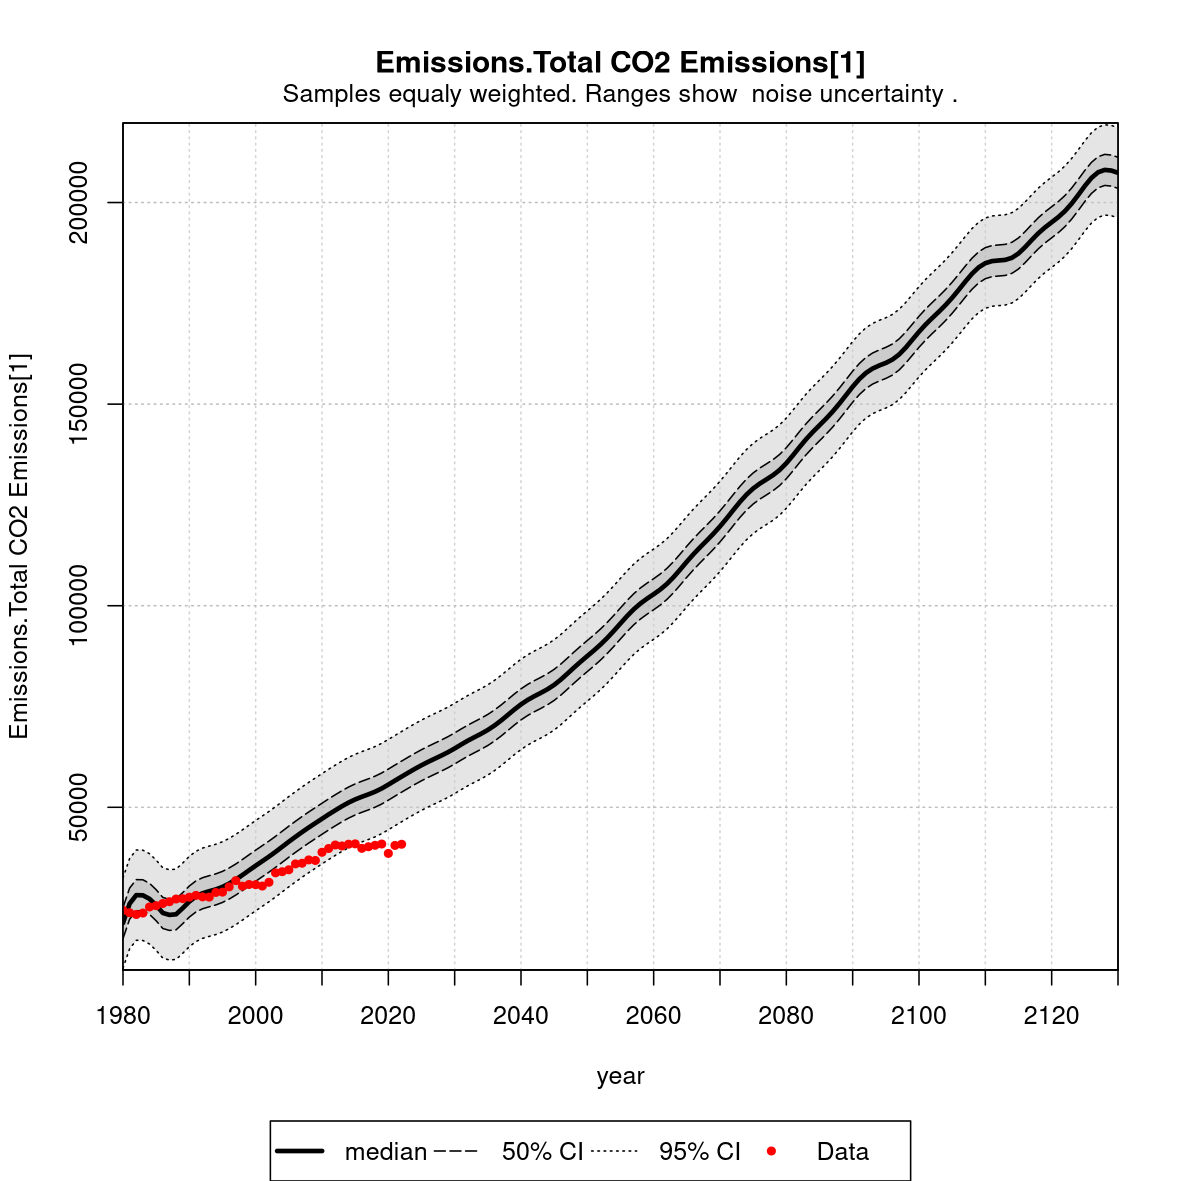 Emissions.Total CO2 Emissions[1]
Samples equaly weighted. Ranges show  noise uncertainty .
Emissions.Total CO2 Emissions[1]
200000
150000
100000
50000
1980 2000 2020 2040 2060 2080 2100 2120
year
median 50% CI 95% CI Data